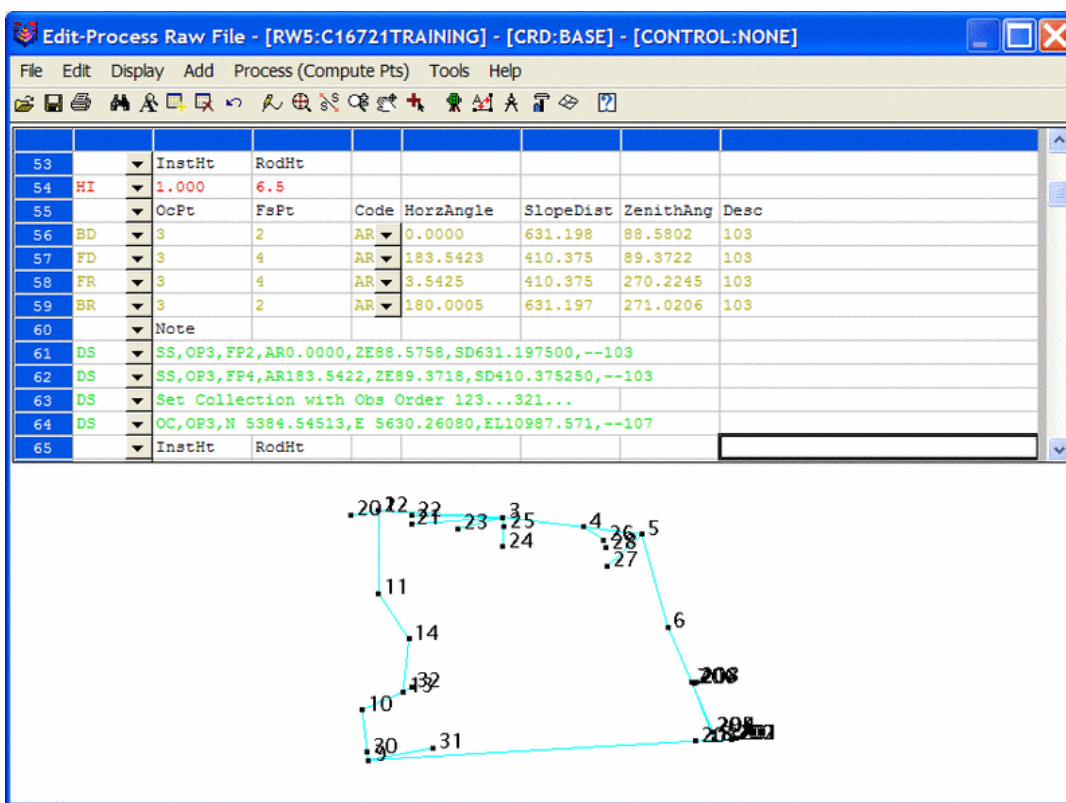 Edit-Process Raw File - [RW5:C16721TRAINING] - [CRD:BASE] - [CONTROL:NONE]
File Edit Display Add Process (Compute Pts) Tools Help
53 InstHt RodHt
54 HI 1.000 6.5
55 OcPt FsPt Code HorzAngle SlopeDist ZenithAng Desc
56 BD 3 2 AR 0.0000 631.198 88.5802 103
57 FD 3 4 AR 183.5423 410.375 89.3722 103
58 FR 3 4 AR 3.5425 410.375 270.2245 103
59 BR 3 2 AR 180.0005 631.197 271.0206 103
60 Note
61 DS SS,OP3,FP2,AR0.0000,ZE88.5758,SD631.197500,--103
62 DS SS,OP3,FP4,AR183.5422,ZE89.3718,SD410.375250,--103
63 DS Set Collection with Obs Order 123...321...
64 DS OC,OP3,N 5384.54513,E 5630.26080,EL10987.571,--107
65 InstHt RodHt
20 22 3
21 23 25 4 26 5
24 28
27
11
6
14
32
10
30 31
9